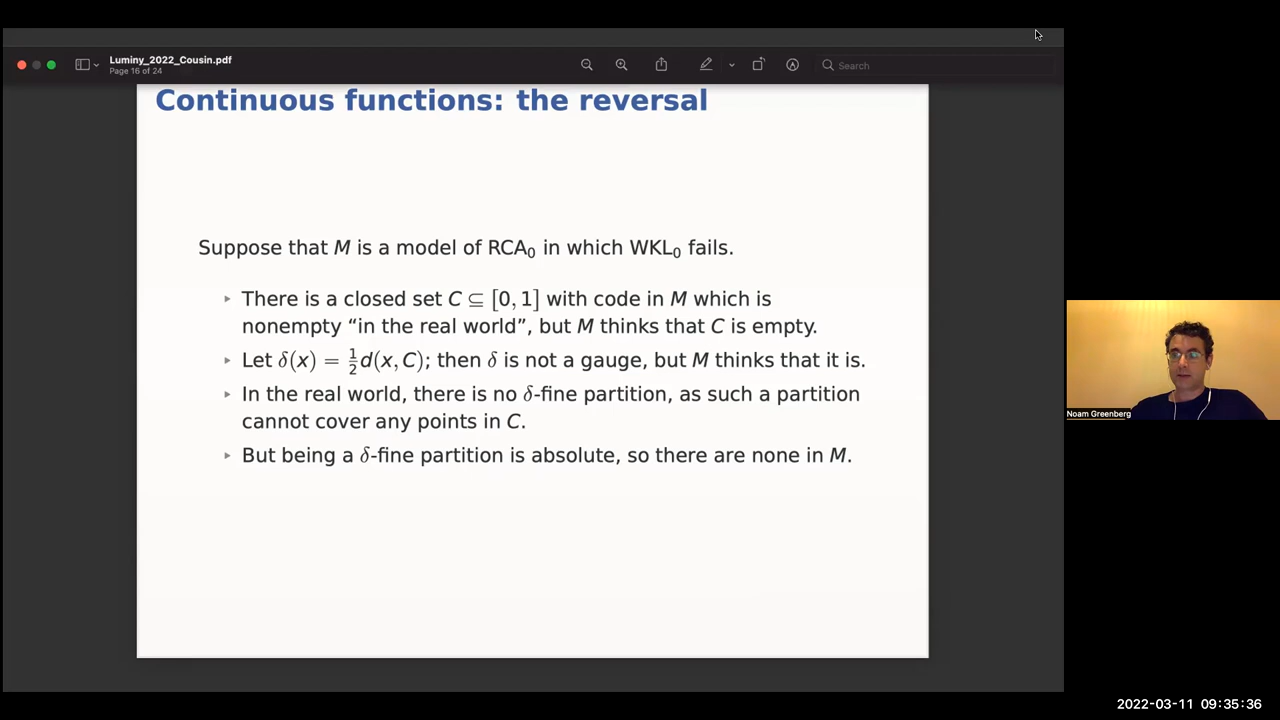 Luminy_2022_Cousin.pdf
Page 16 of 24
Search
Continuous functions: the reversal
Suppose that M is a model of RCA₀ in which WKL₀ fails.
▸ There is a closed set C ⊆ [0, 1] with code in M which is
nonempty “in the real world”, but M thinks that C is empty.
▸ Let δ(x) = ½d(x, C); then δ is not a gauge, but M thinks that it is.
▸ In the real world, there is no δ-fine partition, as such a partition
cannot cover any points in C.
▸ But being a δ-fine partition is absolute, so there are none in M.
Noam Greenberg
2022-03-11 09:35:36